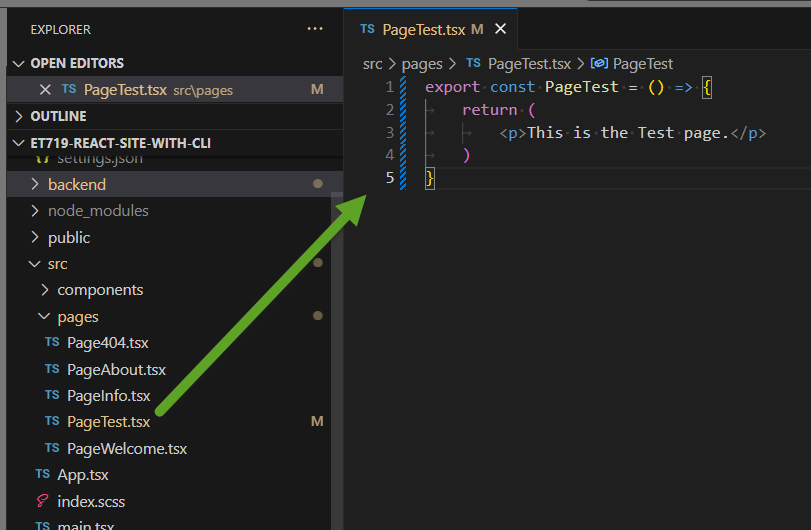 EXPLORER
OPEN EDITORS
TS PageTest.tsx src\pages M
OUTLINE
ET719-REACT-SITE-WITH-CLI
{} settings.json
backend
node_modules
public
src
components
pages
TS Page404.tsx
TS PageAbout.tsx
TS PageInfo.tsx
TS PageTest.tsx M
TS PageWelcome.tsx
TS App.tsx
index.scss
TS main.tsx
TS PageTest.tsx M
src > pages > TS PageTest.tsx > PageTest
1 export const PageTest = () => {
2 return (
3 <p>This is the Test page.</p>
4 )
5 }